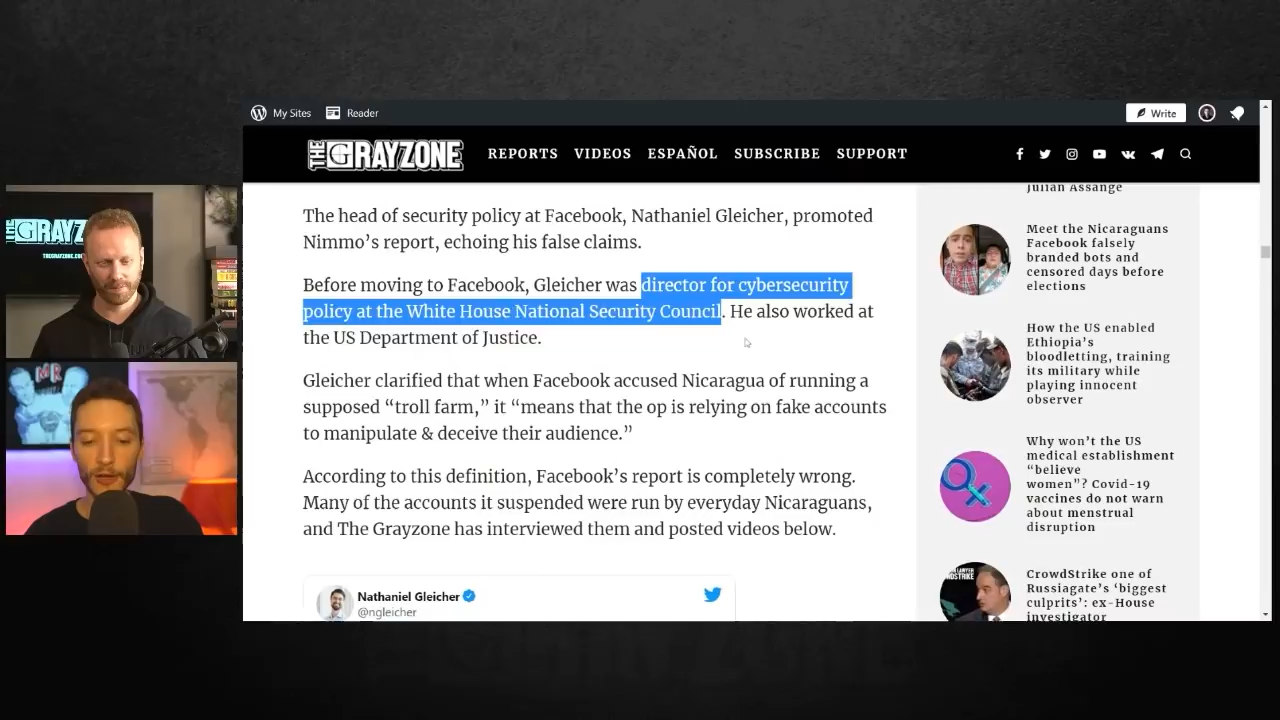 My Sites
Reader
Write
THE GRAYZONE
REPORTS VIDEOS ESPAÑOL SUBSCRIBE SUPPORT
The head of security policy at Facebook, Nathaniel Gleicher, promoted
Nimmo’s report, echoing his false claims.
Before moving to Facebook, Gleicher was director for cybersecurity
policy at the White House National Security Council. He also worked at
the US Department of Justice.
Gleicher clarified that when Facebook accused Nicaragua of running a
supposed “troll farm,” it “means that the op is relying on fake accounts
to manipulate & deceive their audience.”
According to this definition, Facebook’s report is completely wrong.
Many of the accounts it suspended were run by everyday Nicaraguans,
and The Grayzone has interviewed them and posted videos below.
Nathaniel Gleicher
@ngleicher
Julian Assange
Meet the Nicaraguans
Facebook falsely
branded bots and
censored days before
elections
How the US enabled
Ethiopia’s
bloodletting, training
its military while
playing innocent
observer
Why won’t the US
medical establishment
“believe
women”? Covid-19
vaccines do not warn
about menstrual
disruption
CrowdStrike one of
Russiagate’s ‘biggest
culprits’: ex-House
investigator
THE GRAYZ
MR